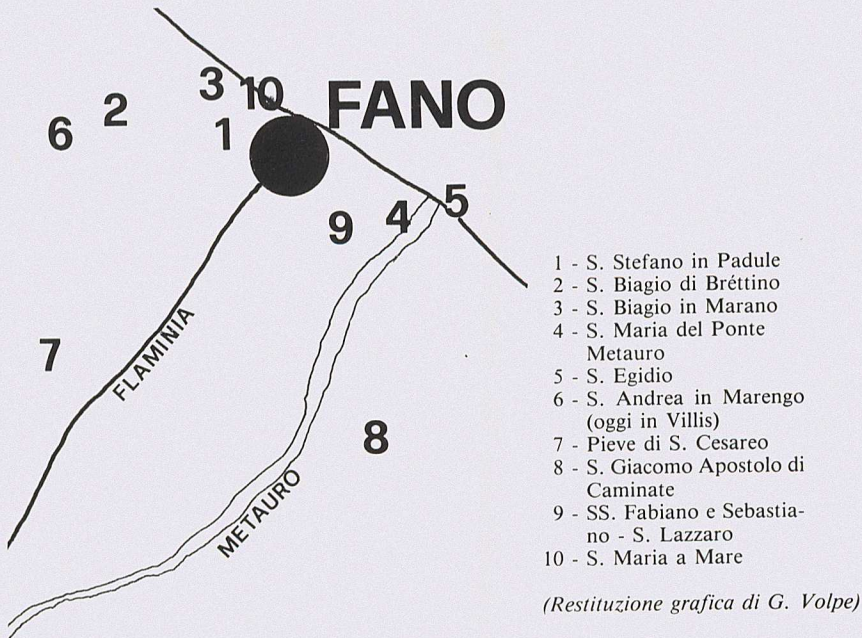 3 10 FANO
6 2
1
9 4 5
7
FLAMINIA
8
METAURO
1 - S. Stefano in Padule
2 - S. Biagio di Bréttino
3 - S. Biagio in Marano
4 - S. Maria del Ponte
Metauro
5 - S. Egidio
6 - S. Andrea in Marengo
(oggi in Villis)
7 - Pieve di S. Cesareo
8 - S. Giacomo Apostolo di
Caminate
9 - SS. Fabiano e Sebastia-
no - S. Lazzaro
10 - S. Maria a Mare
(Restituzione grafica di G. Volpe)